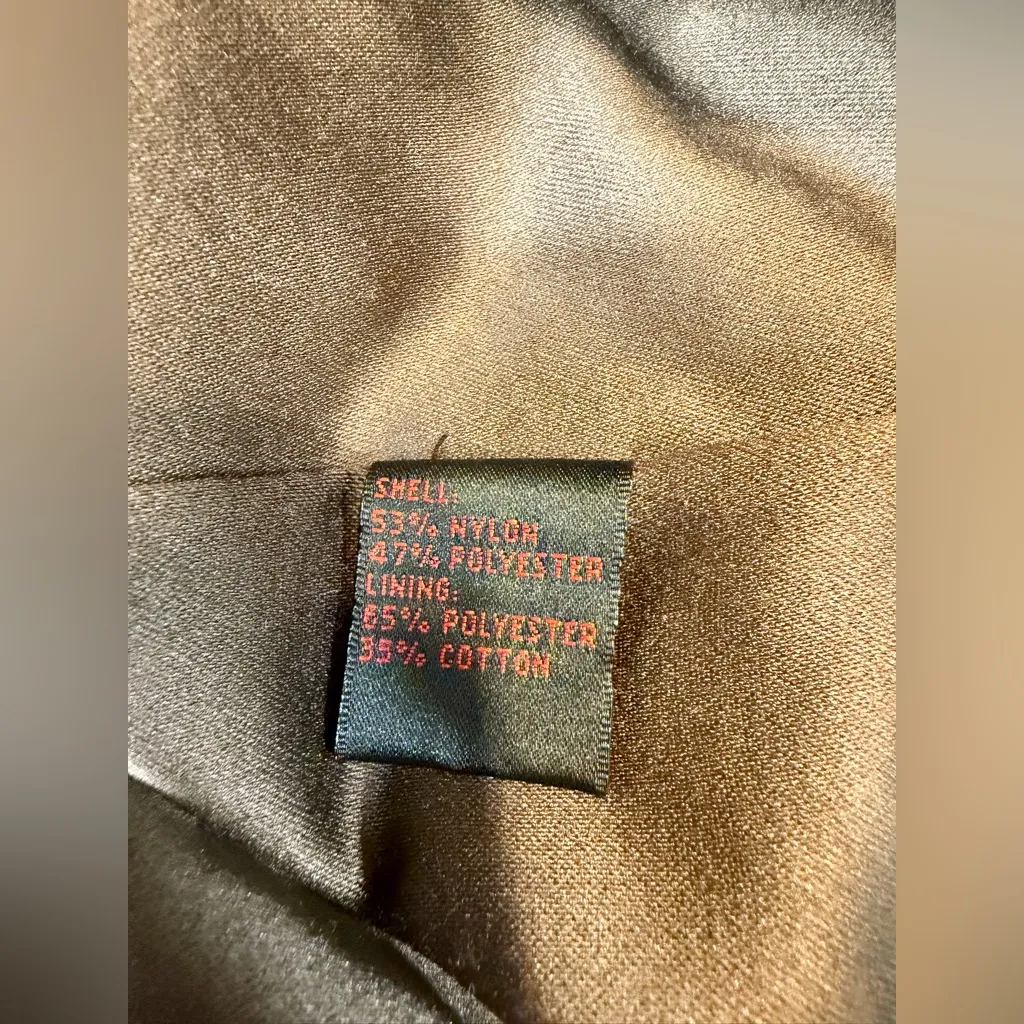 SHELL:
53% NYLON
47% POLYESTER
LINING:
65% POLYESTER
35% COTTON